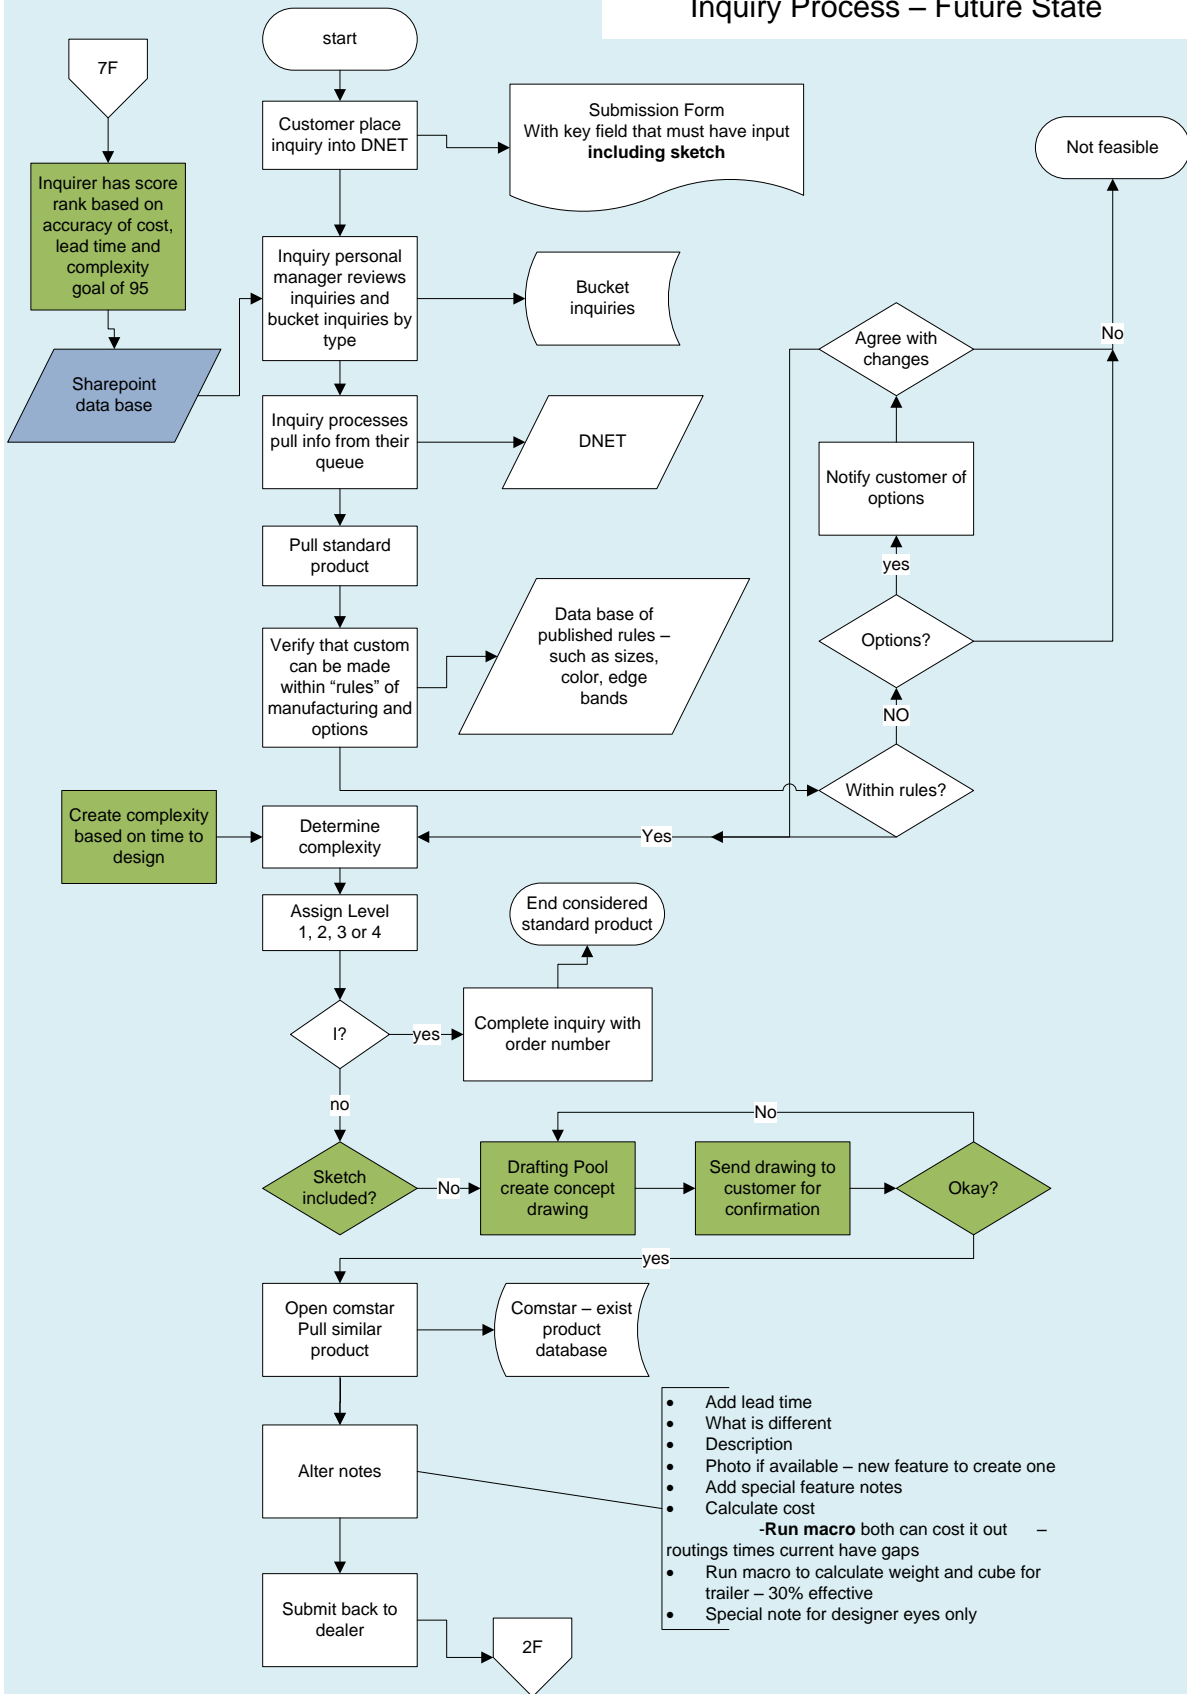 Inquiry Process – Future State
start
7F
Customer place
inquiry into DNET
Submission Form
With key field that must have input
including sketch
Not feasible
Inquirer has score
rank based on
accuracy of cost,
lead time and
complexity
goal of 95
Inquiry personal
manager reviews
inquiries and
bucket inquiries by
type
Bucket
inquiries
Agree with
changes
No
Sharepoint
data base
Inquiry processes
pull info from their
queue
DNET
Notify customer of
options
yes
Pull standard
product
Options?
Verify that custom
can be made
within “rules” of
manufacturing and
options
Data base of
published rules –
such as sizes,
color, edge
bands
NO
Within rules?
Create complexity
based on time to
design
Determine
complexity
Yes
Assign Level
1, 2, 3 or 4
End considered
standard product
I?
yes
Complete inquiry with
order number
no
No
Sketch
included?
No
Drafting Pool
create concept
drawing
Send drawing to
customer for
confirmation
Okay?
yes
Open comstar
Pull similar
product
Comstar – exist
product
database
Alter notes
• Add lead time
• What is different
• Description
• Photo if available – new feature to create one
• Add special feature notes
• Calculate cost
-Run macro both can cost it out –
routings times current have gaps
• Run macro to calculate weight and cube for
trailer – 30% effective
• Special note for designer eyes only
Submit back to
dealer
2F